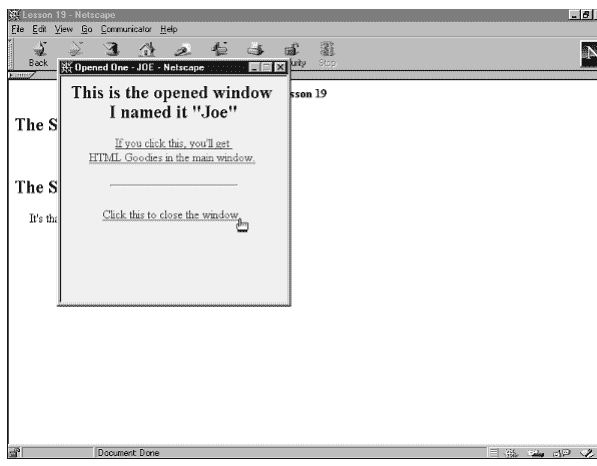 Lesson 19 - Netscape
File Edit View Go Communicator Help
Back
Stop
N
Opened One - JOE - Netscape
sson 19
This is the opened window
I named it "Joe"
The S
If you click this, you'll get
HTML Goodies in the main window.
The S
It's tha
Click this to close the window
Document: Done